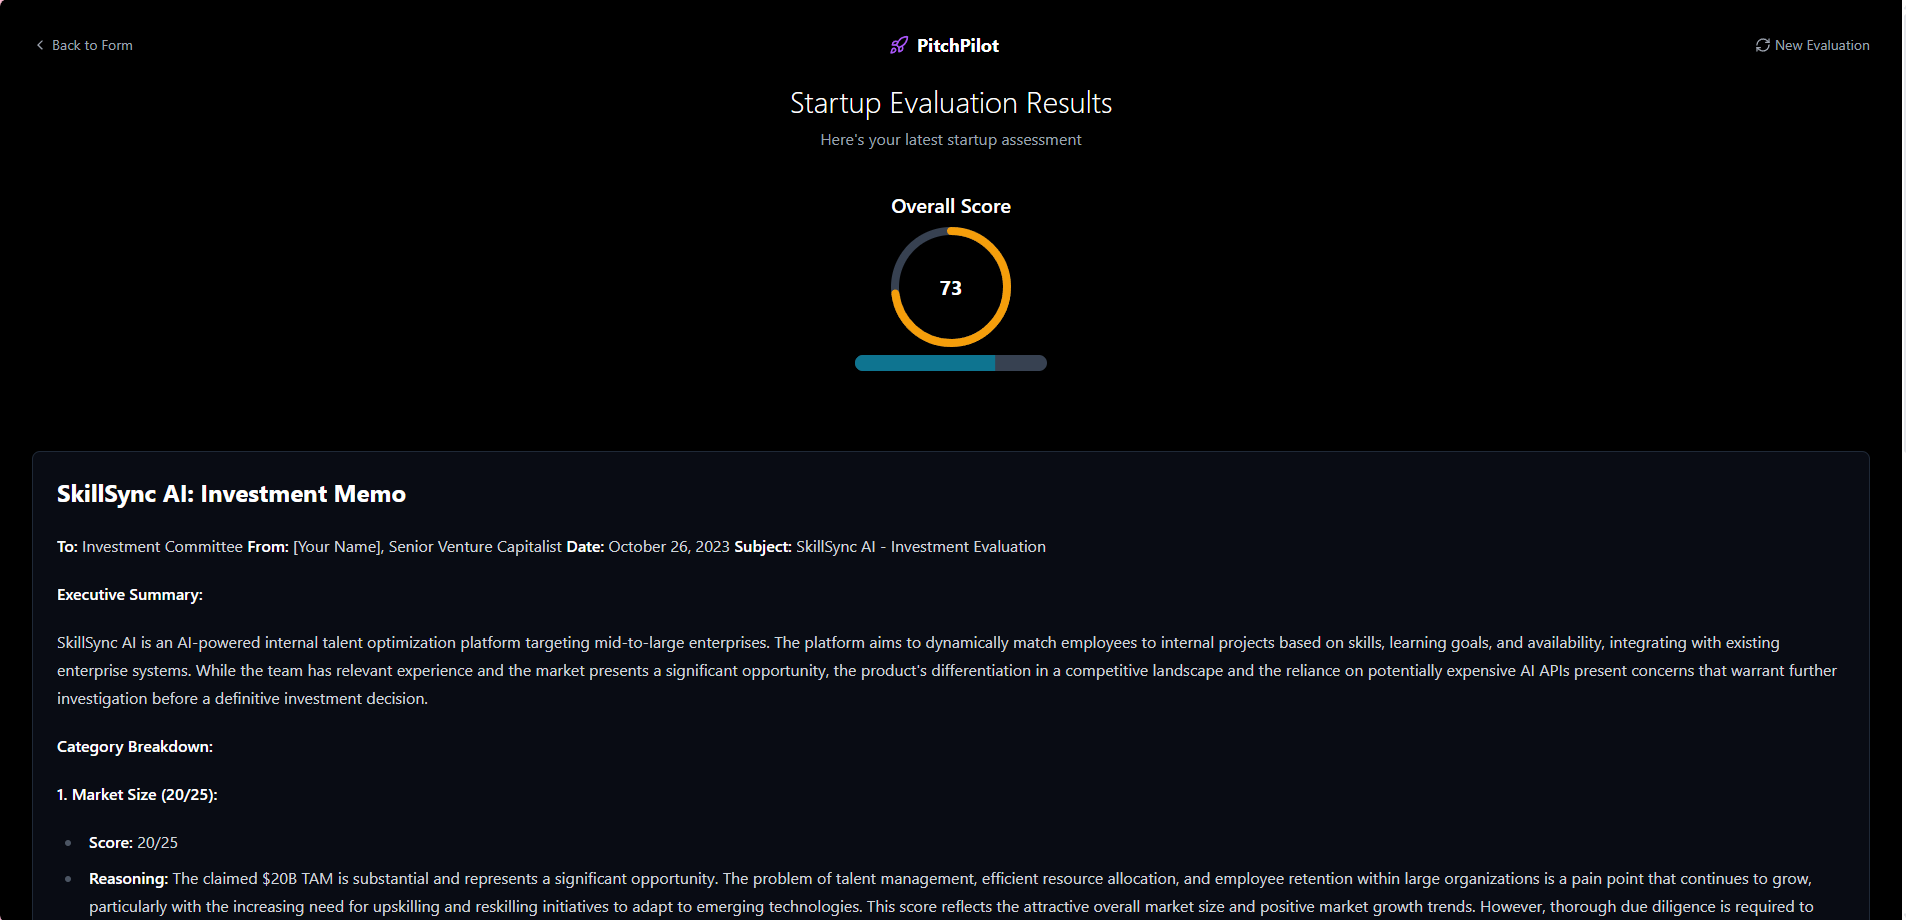 Back to Form
PitchPilot
New Evaluation
Startup Evaluation Results
Here's your latest startup assessment
Overall Score
73
SkillSync AI: Investment Memo
To: Investment Committee From: [Your Name], Senior Venture Capitalist Date: October 26, 2023 Subject: SkillSync AI - Investment Evaluation
Executive Summary:
SkillSync AI is an AI-powered internal talent optimization platform targeting mid-to-large enterprises. The platform aims to dynamically match employees to internal projects based on skills, learning goals, and availability, integrating with existing
enterprise systems. While the team has relevant experience and the market presents a significant opportunity, the product's differentiation in a competitive landscape and the reliance on potentially expensive AI APIs present concerns that warrant further
investigation before a definitive investment decision.
Category Breakdown:
1. Market Size (20/25):
Score: 20/25
Reasoning: The claimed $20B TAM is substantial and represents a significant opportunity. The problem of talent management, efficient resource allocation, and employee retention within large organizations is a pain point that continues to grow,
particularly with the increasing need for upskilling and reskilling initiatives to adapt to emerging technologies. This score reflects the attractive overall market size and positive market growth trends. However, thorough due diligence is required to